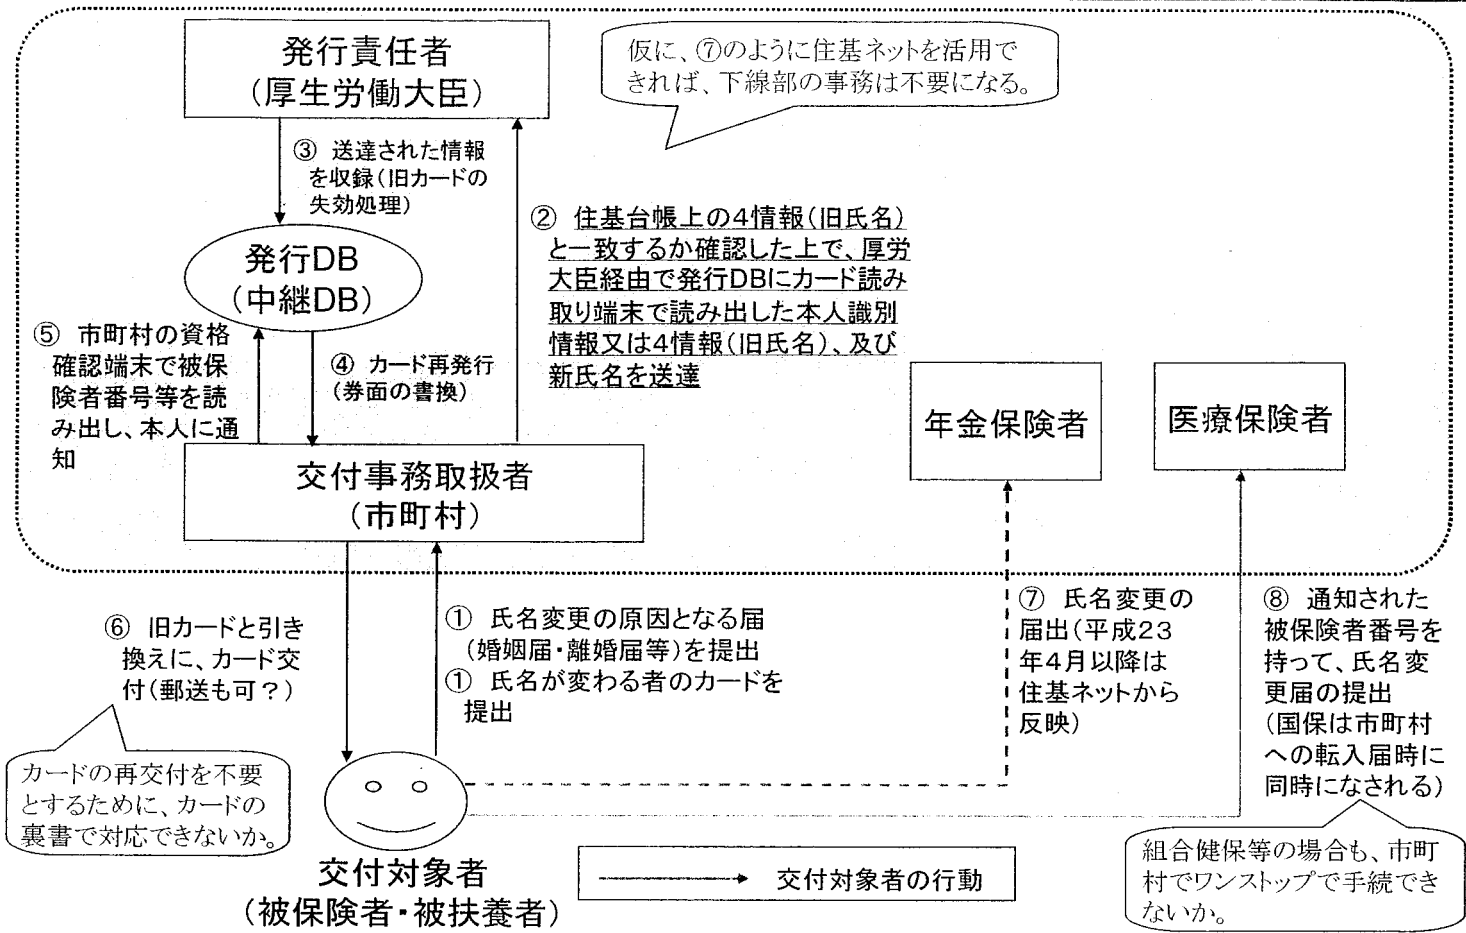 発行責任者
(厚生労働大臣)
仮に、⑦のように住基ネットを活用で
きれば、下線部の事務は不要になる。
③ 送達された情報
を収録(旧カードの
失効処理)
② 住基台帳上の4情報(旧氏名)
と一致するか確認した上で、厚労
大臣経由で発行DBにカード読み
取り端末で読み出した本人識別
情報又は4情報(旧氏名)、及び
新氏名を送達
発行DB
(中継DB)
⑤ 市町村の資格
確認端末で被保
険者番号等を読
み出し、本人に通
知
④ カード再発行
(券面の書換)
年金保険者
医療保険者
交付事務取扱者
(市町村)
⑥ 旧カードと引き
換えに、カード交
付(郵送も可?)
① 氏名変更の原因となる届
(婚姻届・離婚届等)を提出
① 氏名が変わる者のカードを
提出
⑦ 氏名変更の
届出(平成23
年4月以降は
住基ネットから
反映)
⑧ 通知された
被保険者番号を
持って、氏名変
更届の提出
(国保は市町村
への転入届時に
同時になされる)
カードの再交付を不要
とするために、カードの
裏書で対応できないか。
交付対象者
(被保険者・被扶養者)
交付対象者の行動
組合健保等の場合も、市町
村でワンストップで手続でき
ないか。